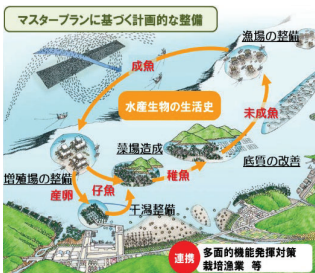 マスタープランに基づく計画的な整備
漁場の整備
成魚
水産生物の生活史
未成魚
藻場造成
稚魚
底質の改善
増殖場の整備
仔魚
産卵
干潟整備
連携
多面的機能発揮対策
栽培漁業 等